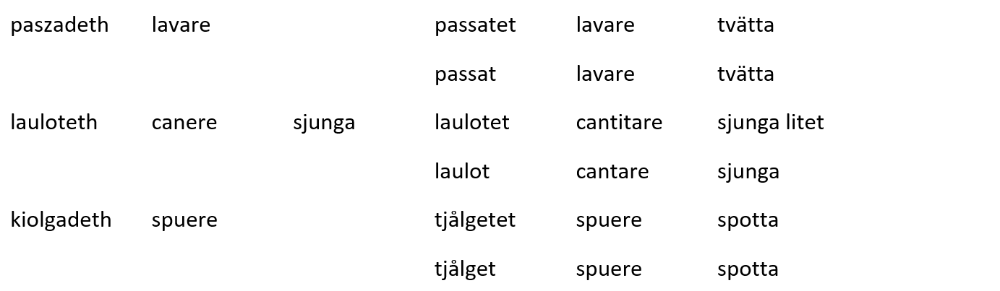 paszadeth lavare passatet lavare tvätta
passat lavare tvätta
lauloteth canere sjunga laulotet cantitare sjunga litet
laulot cantare sjunga
kiolgadeth spuere tjålgetet spuere spotta
tjålget spuere spotta